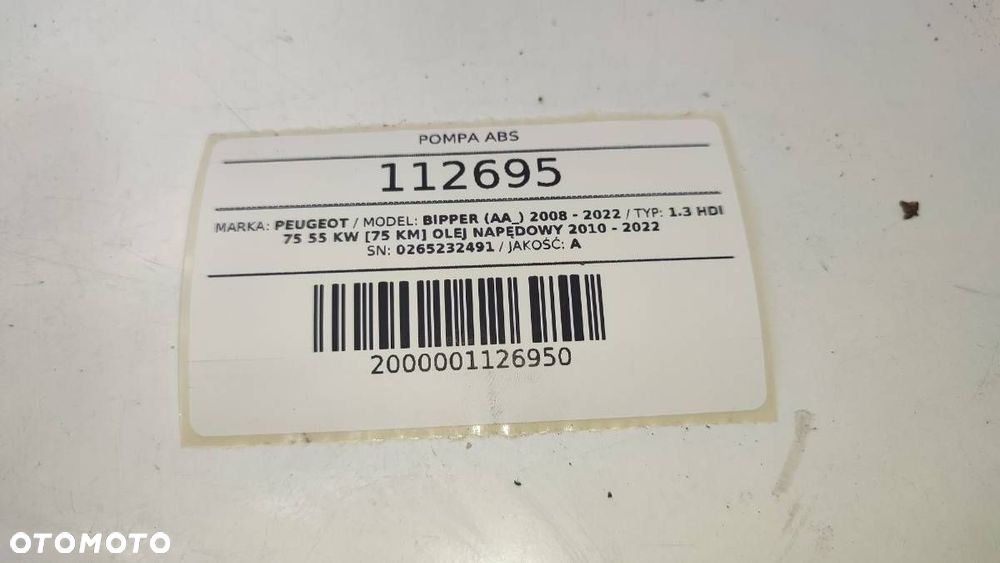 POMPA ABS
112695
MARKA: PEUGEOT / MODEL: BIPPER (AA_) 2008 - 2022 / TYP: 1.3 HDI
75 55 KW [75 KM] OLEJ NAPĘDOWY 2010 - 2022
SN: 0265232491 / JAKOŚĆ: A
2000001126950
OTOMOTO